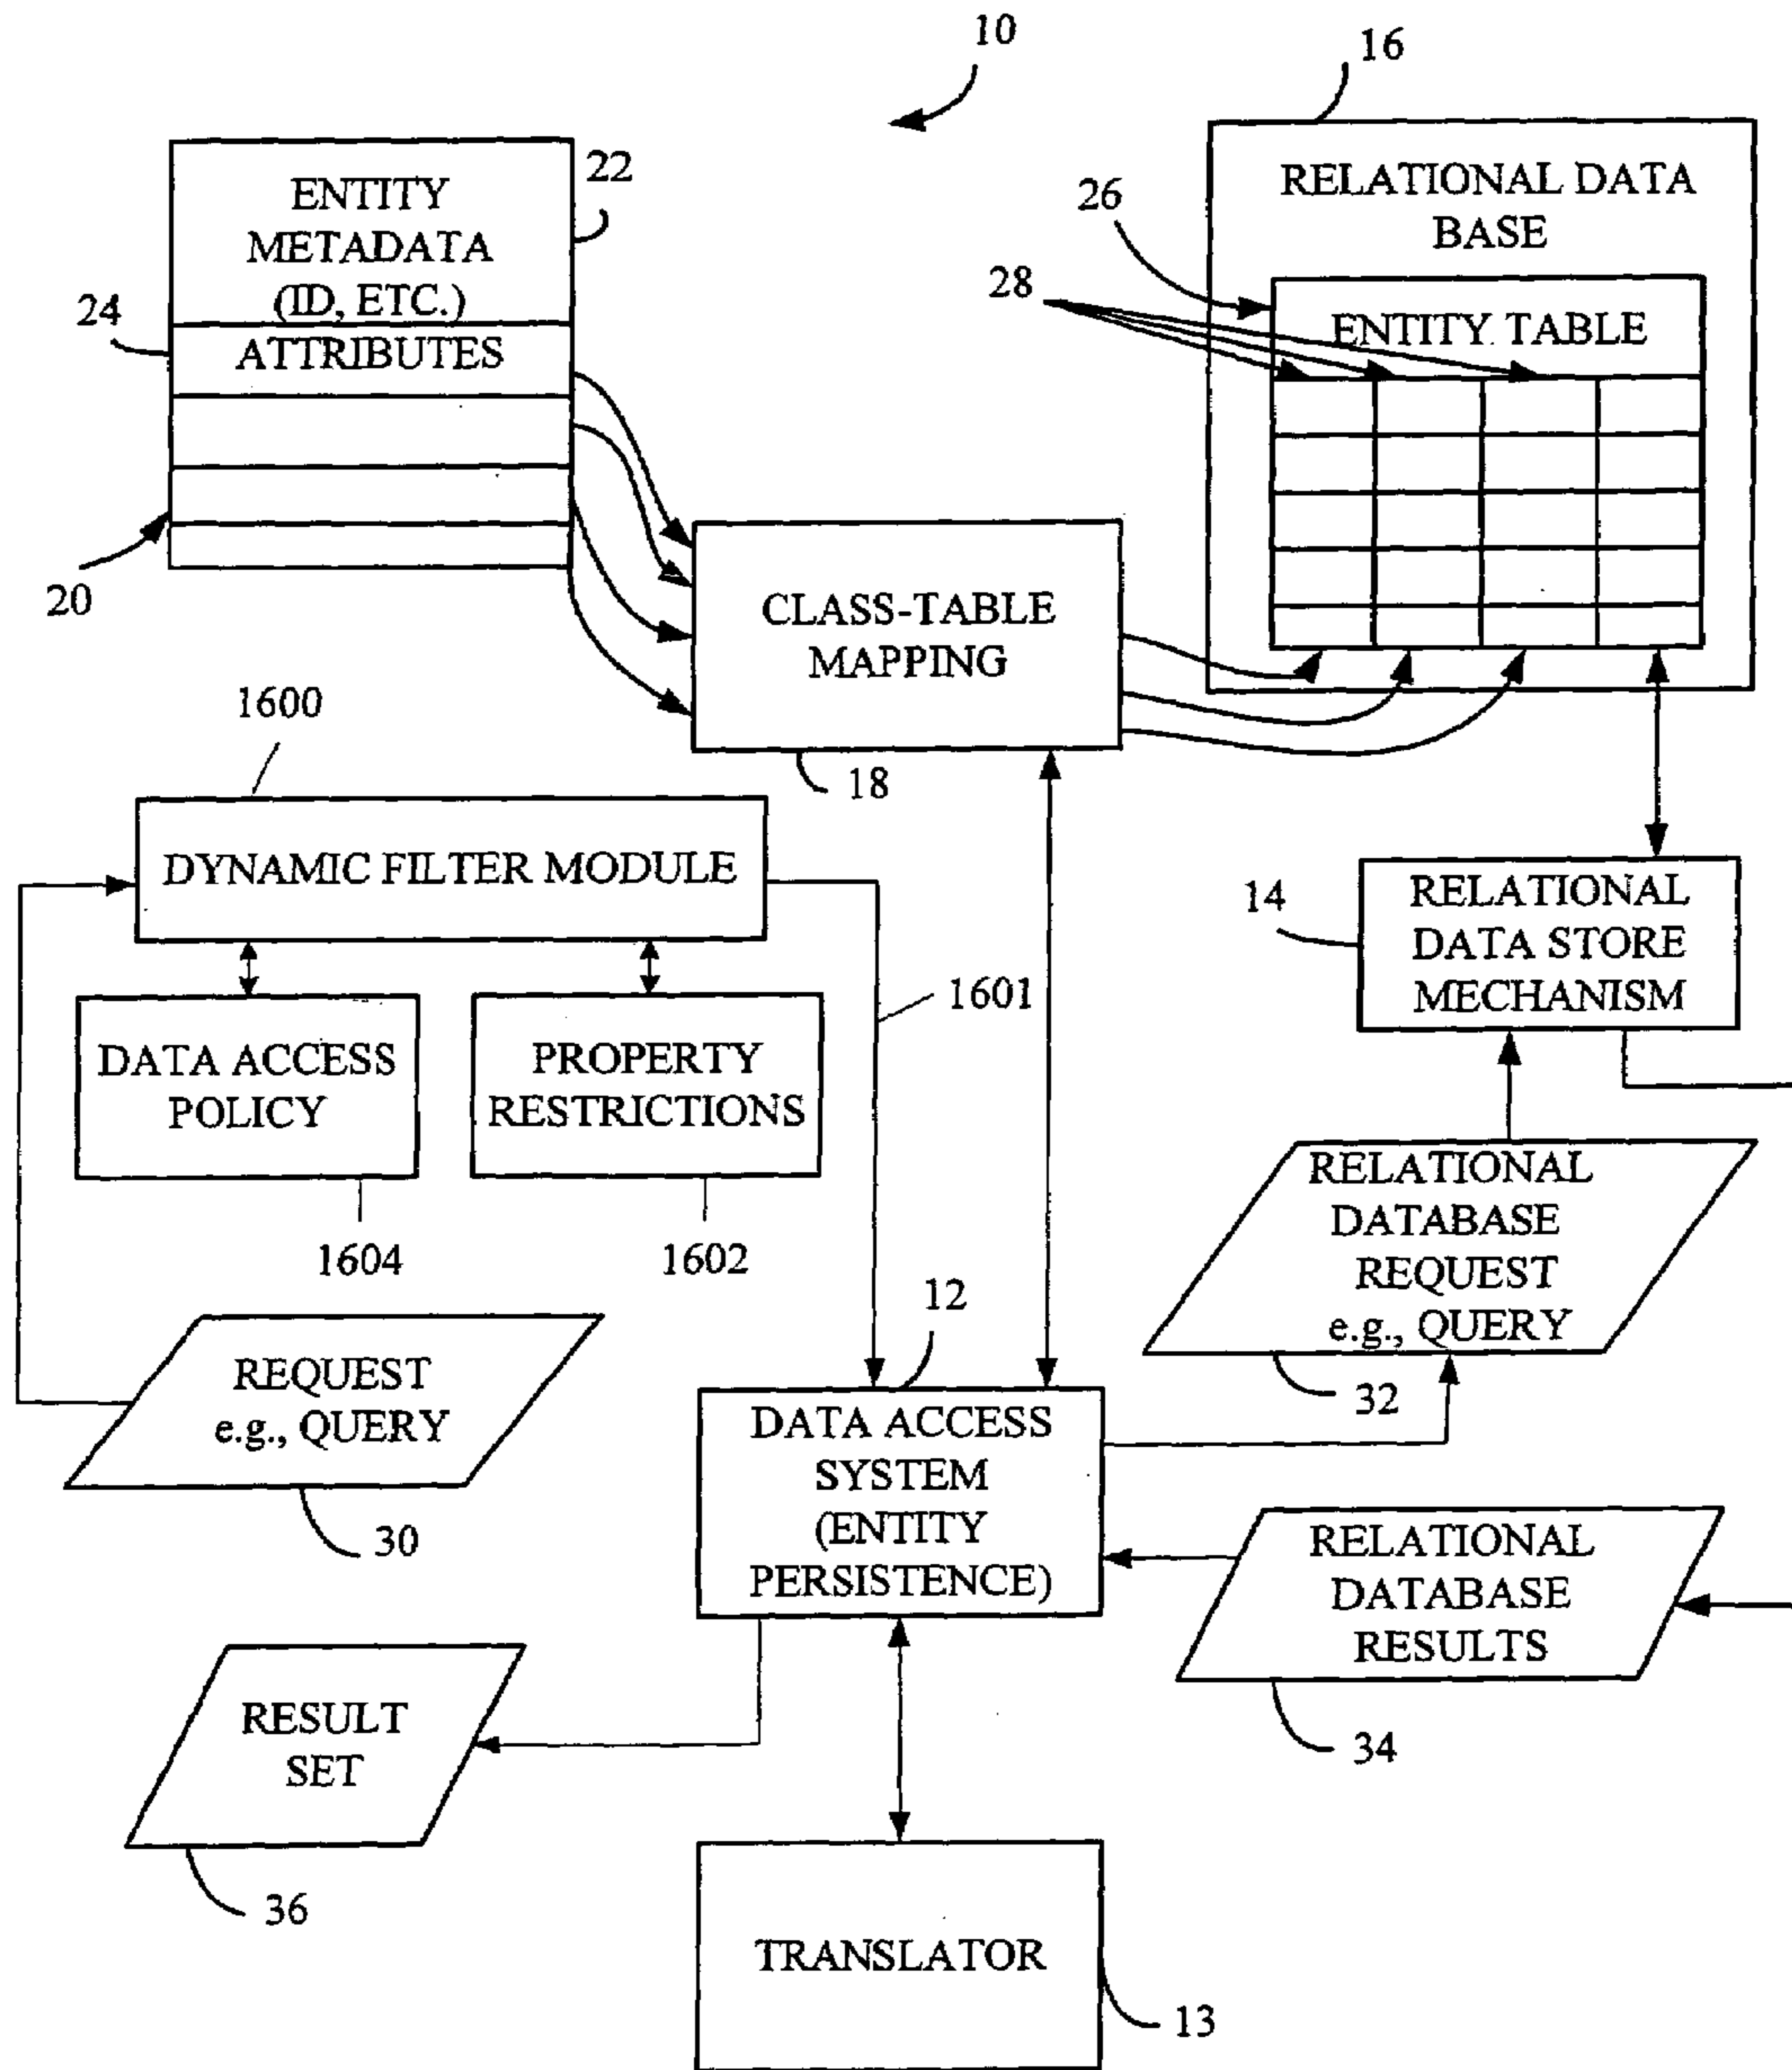 10
16
ENTITY
METADATA
(ID, ETC.)
22
24
ATTRIBUTES
20
RELATIONAL DATA
BASE
26
28
ENTITY TABLE
CLASS-TABLE
MAPPING
18
1600
DYNAMIC FILTER MODULE
1601
DATA ACCESS
POLICY
PROPERTY
RESTRICTIONS
1604
1602
14
RELATIONAL
DATA STORE
MECHANISM
RELATIONAL
DATABASE
REQUEST
e.g., QUERY
32
12
REQUEST
e.g., QUERY
30
DATA ACCESS
SYSTEM
(ENTITY
PERSISTENCE)
RELATIONAL
DATABASE
RESULTS
34
RESULT
SET
36
TRANSLATOR
13